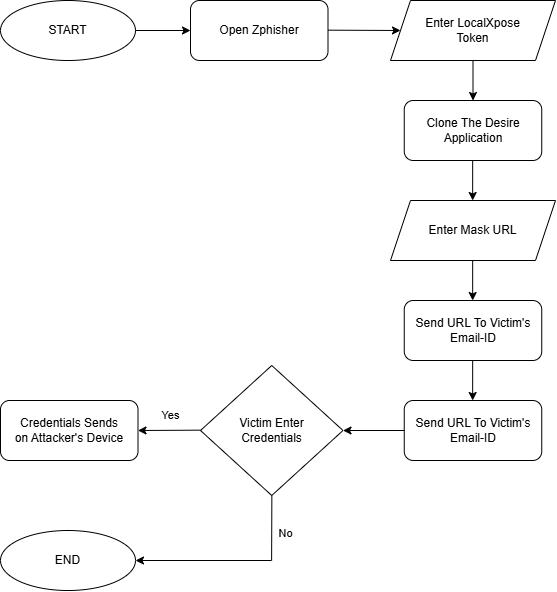 START
Open Zphisher
Enter LocalXpose
Token
Clone The Desire
Application
Enter Mask URL
Send URL To Victim's
Email-ID
Send URL To Victim's
Email-ID
Victim Enter
Credentials
Yes
Credentials Sends
on Attacker's Device
No
END